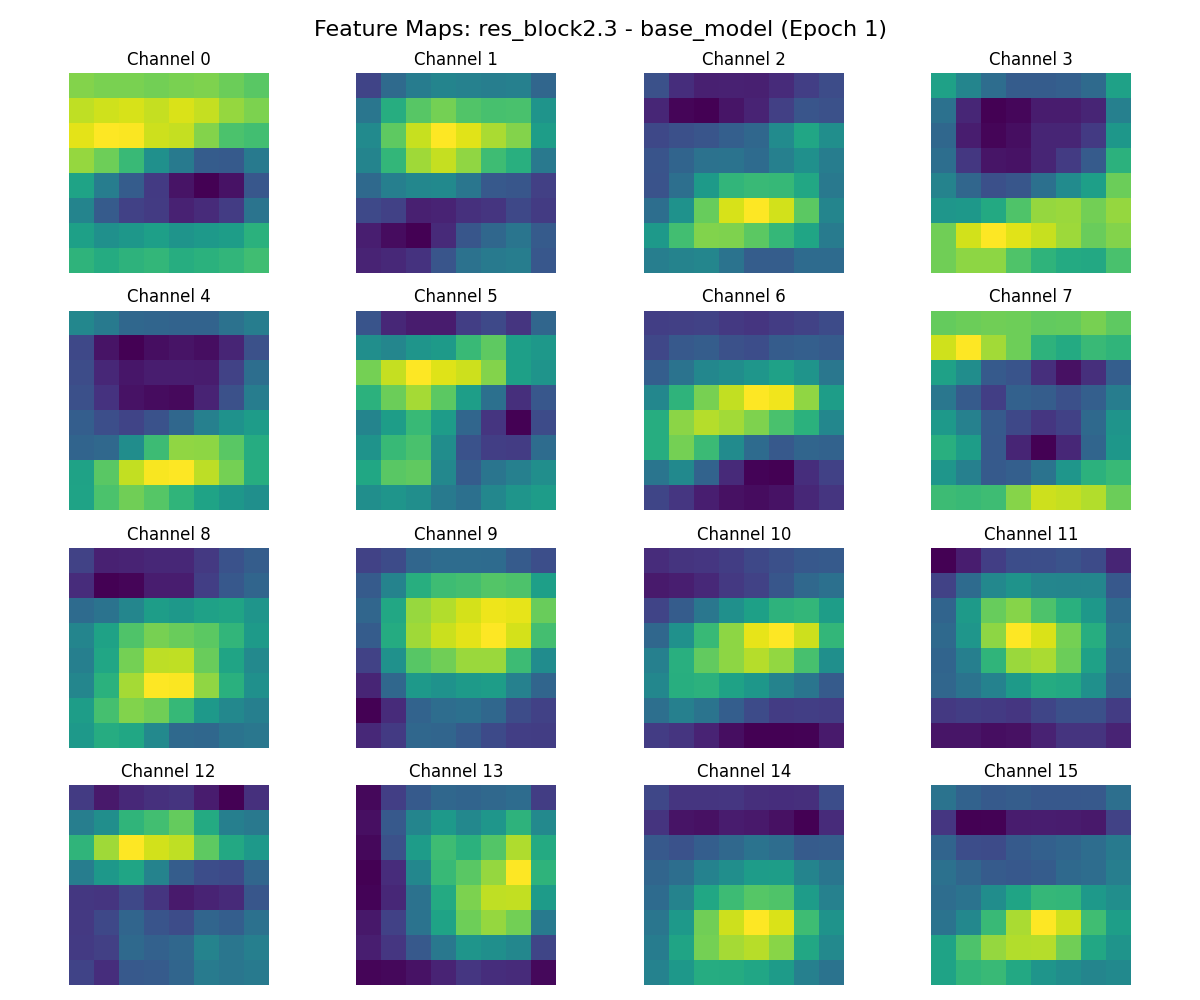 Feature Maps: res_block2.3 - base_model (Epoch 1)
Channel 0
Channel 1
Channel 2
Channel 3
Channel 4
Channel 5
Channel 6
Channel 7
Channel 8
Channel 9
Channel 10
Channel 11
Channel 12
Channel 13
Channel 14
Channel 15